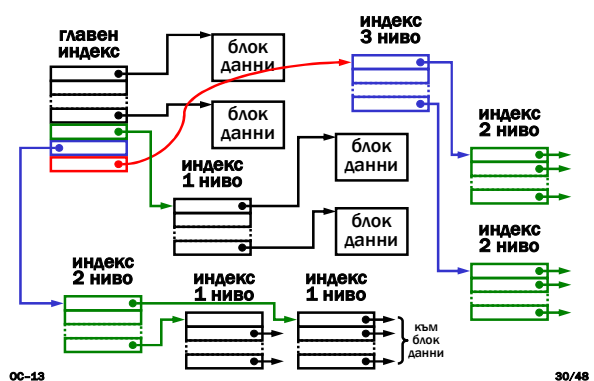 главен
индекс
блок
данни
блок
данни
индекс
3 ниво
индекс
2 ниво
блок
данни
индекс
1 ниво
блок
данни
индекс
2 ниво
индекс
2 ниво
индекс
1 ниво
индекс
1 ниво
към
блок
данни
ОС-13
30/48